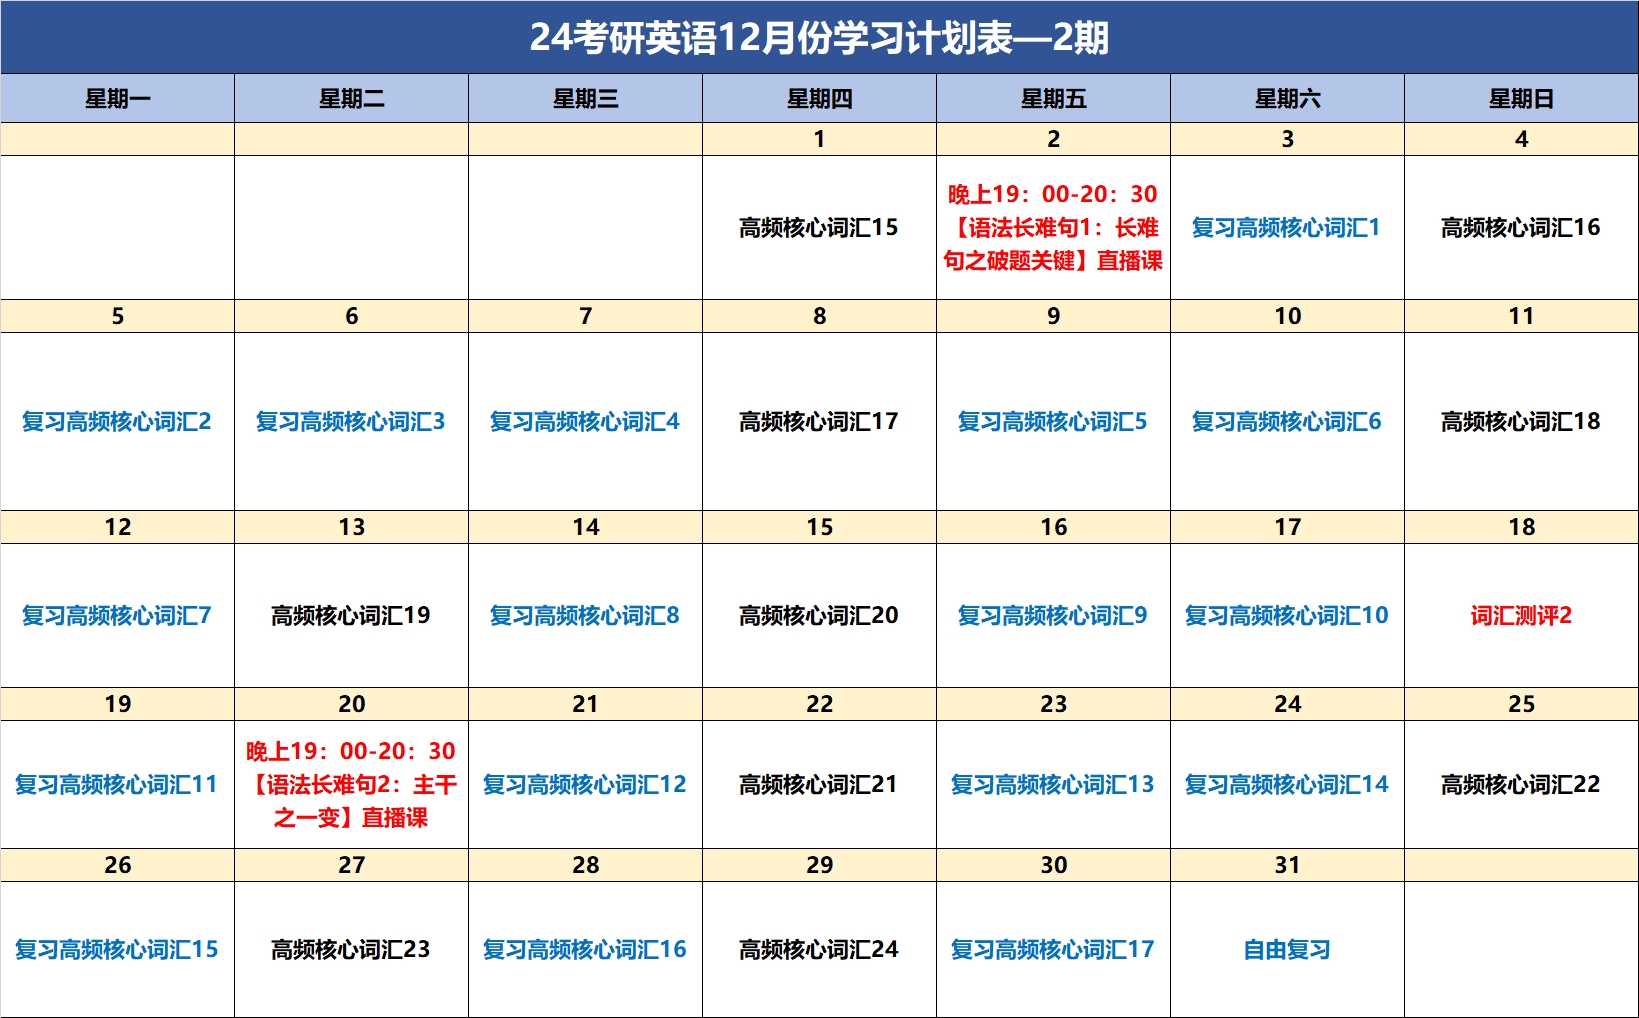 24考研英语12月份学习计划表—2期
星期一 星期二 星期三 星期四 星期五 星期六 星期日
1 2 3 4
高频核心词汇15
晚上19：00-20：30
【语法长难句1：长难
句之破题关键】直播课
复习高频核心词汇1
高频核心词汇16
5 6 7 8 9 10 11
复习高频核心词汇2 复习高频核心词汇3 复习高频核心词汇4 高频核心词汇17 复习高频核心词汇5 复习高频核心词汇6 高频核心词汇18
12 13 14 15 16 17 18
复习高频核心词汇7 高频核心词汇19 复习高频核心词汇8 高频核心词汇20 复习高频核心词汇9 复习高频核心词汇10 词汇测评2
19 20 21 22 23 24 25
复习高频核心词汇11
晚上19：00-20：30
【语法长难句2：主干
之一变】直播课
复习高频核心词汇12
高频核心词汇21
复习高频核心词汇13
复习高频核心词汇14
高频核心词汇22
26 27 28 29 30 31
复习高频核心词汇15 高频核心词汇23 复习高频核心词汇16 高频核心词汇24 复习高频核心词汇17 自由复习